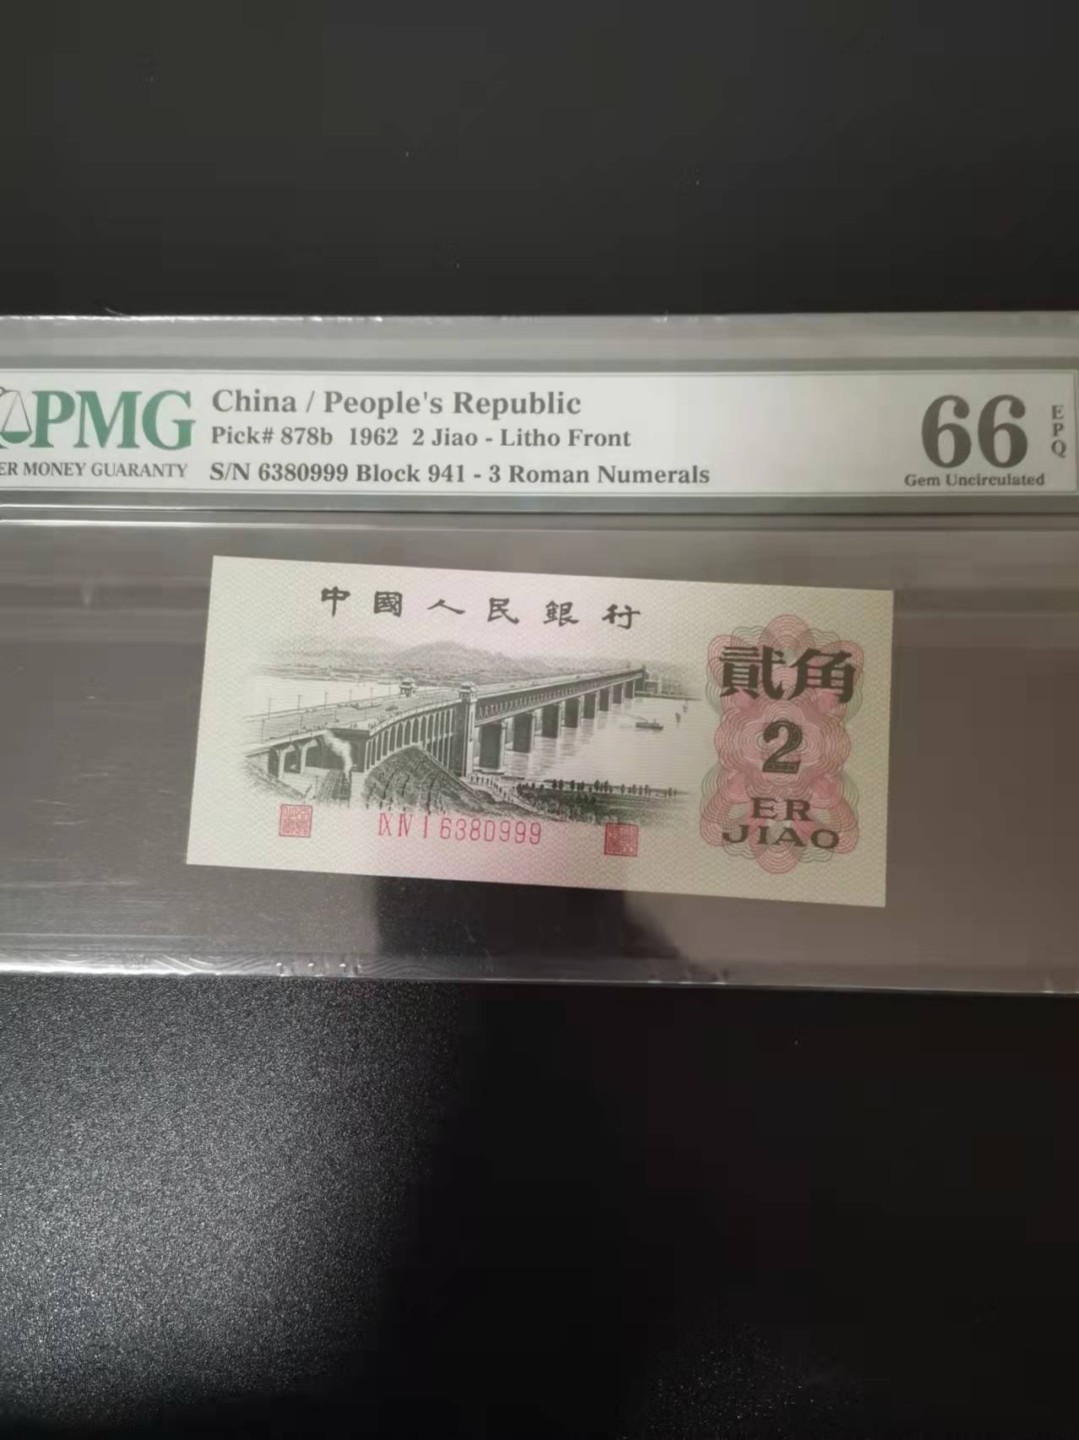 PMG
ER MONEY GUARANTY
China / People's Republic
Pick# 878b 1962 2 Jiao - Litho Front
S/N 6380999 Block 941 - 3 Roman Numerals
66
EPQ
Gem Uncirculated
中國人民銀行
貳角
2
ER
JIAO
IX IV I 6380999